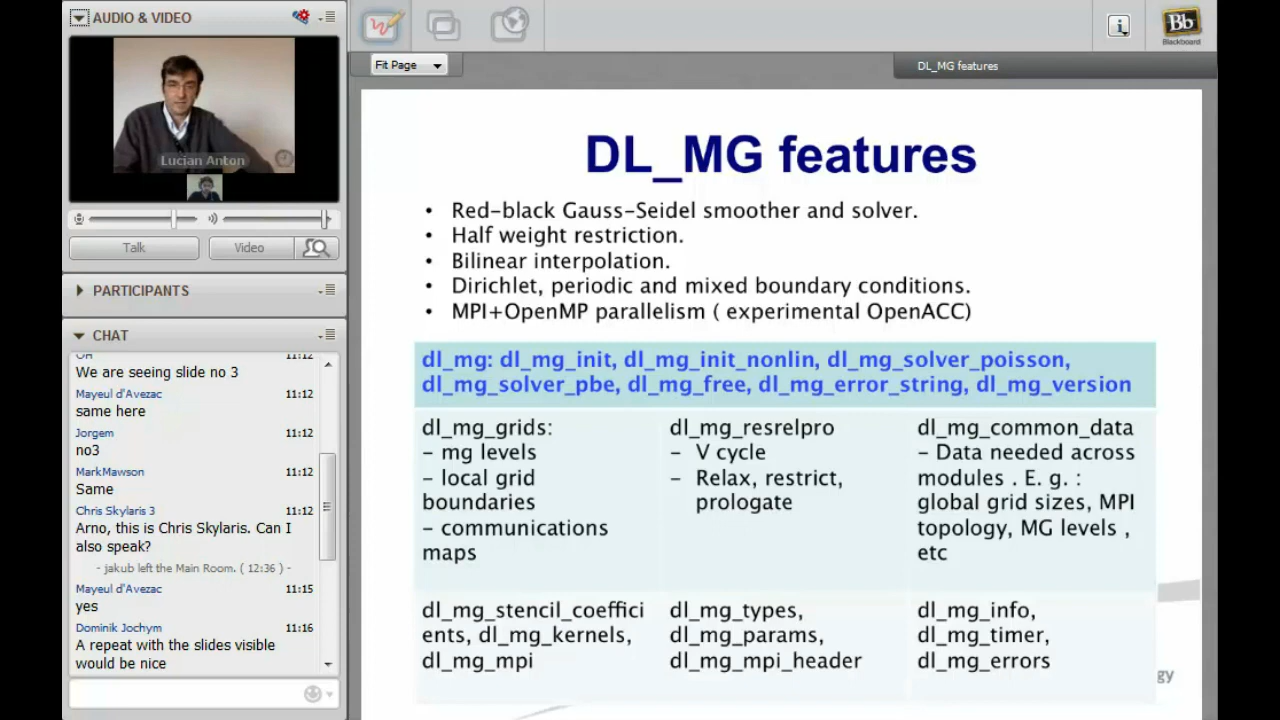 AUDIO & VIDEO
Lucian Anton
Talk
Video
PARTICIPANTS
CHAT
11:12
We are seeing slide no 3
Mayeul d'Avezac 11:12
same here
Jorgem 11:12
no3
MarkMawson 11:12
Same
Chris Skylaris 3 11:12
Arno, this is Chris Skylaris. Can I
also speak?
- jakub left the Main Room. ( 12:36 ) -
Mayeul d'Avezac 11:15
yes
Dominik Jochym 11:16
A repeat with the slides visible
would be nice
Bb
Blackboard
Fit Page
DL_MG features
DL_MG features
• Red-black Gauss-Seidel smoother and solver.
• Half weight restriction.
• Bilinear interpolation.
• Dirichlet, periodic and mixed boundary conditions.
• MPI+OpenMP parallelism ( experimental OpenACC)
dl_mg: dl_mg_init, dl_mg_init_nonlin, dl_mg_solver_poisson,
dl_mg_solver_pbe, dl_mg_free, dl_mg_error_string, dl_mg_version
dl_mg_grids:
- mg levels
- local grid
boundaries
- communications
maps
dl_mg_resrelpro
- V cycle
- Relax, restrict,
prologate
dl_mg_common_data
- Data needed across
modules . E. g. :
global grid sizes, MPI
topology, MG levels ,
etc
dl_mg_stencil_coeffici
ents, dl_mg_kernels,
dl_mg_mpi
dl_mg_types,
dl_mg_params,
dl_mg_mpi_header
dl_mg_info,
dl_mg_timer,
dl_mg_errors
gy